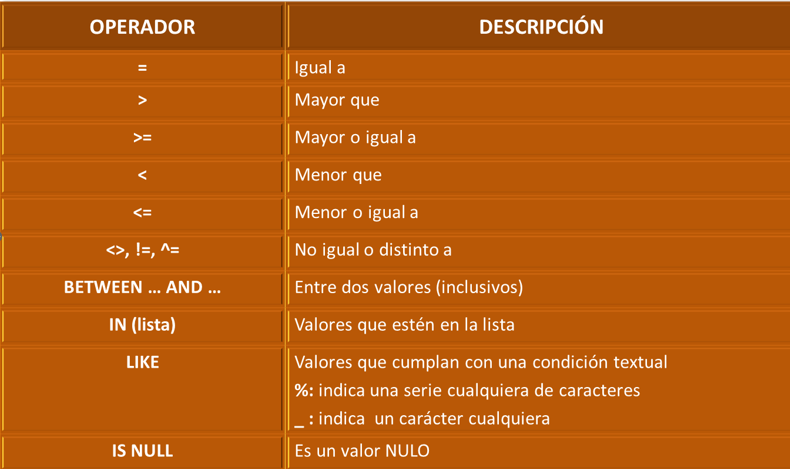 OPERADOR DESCRIPCIÓN
= Igual a
> Mayor que
>= Mayor o igual a
< Menor que
<= Menor o igual a
<>, !=, ^= No igual o distinto a
BETWEEN ... AND ... Entre dos valores (inclusivos)
IN (lista) Valores que estén en la lista
LIKE Valores que cumplan con una condición textual
%: indica una serie cualquiera de caracteres
_ : indica un carácter cualquiera
IS NULL Es un valor NULO